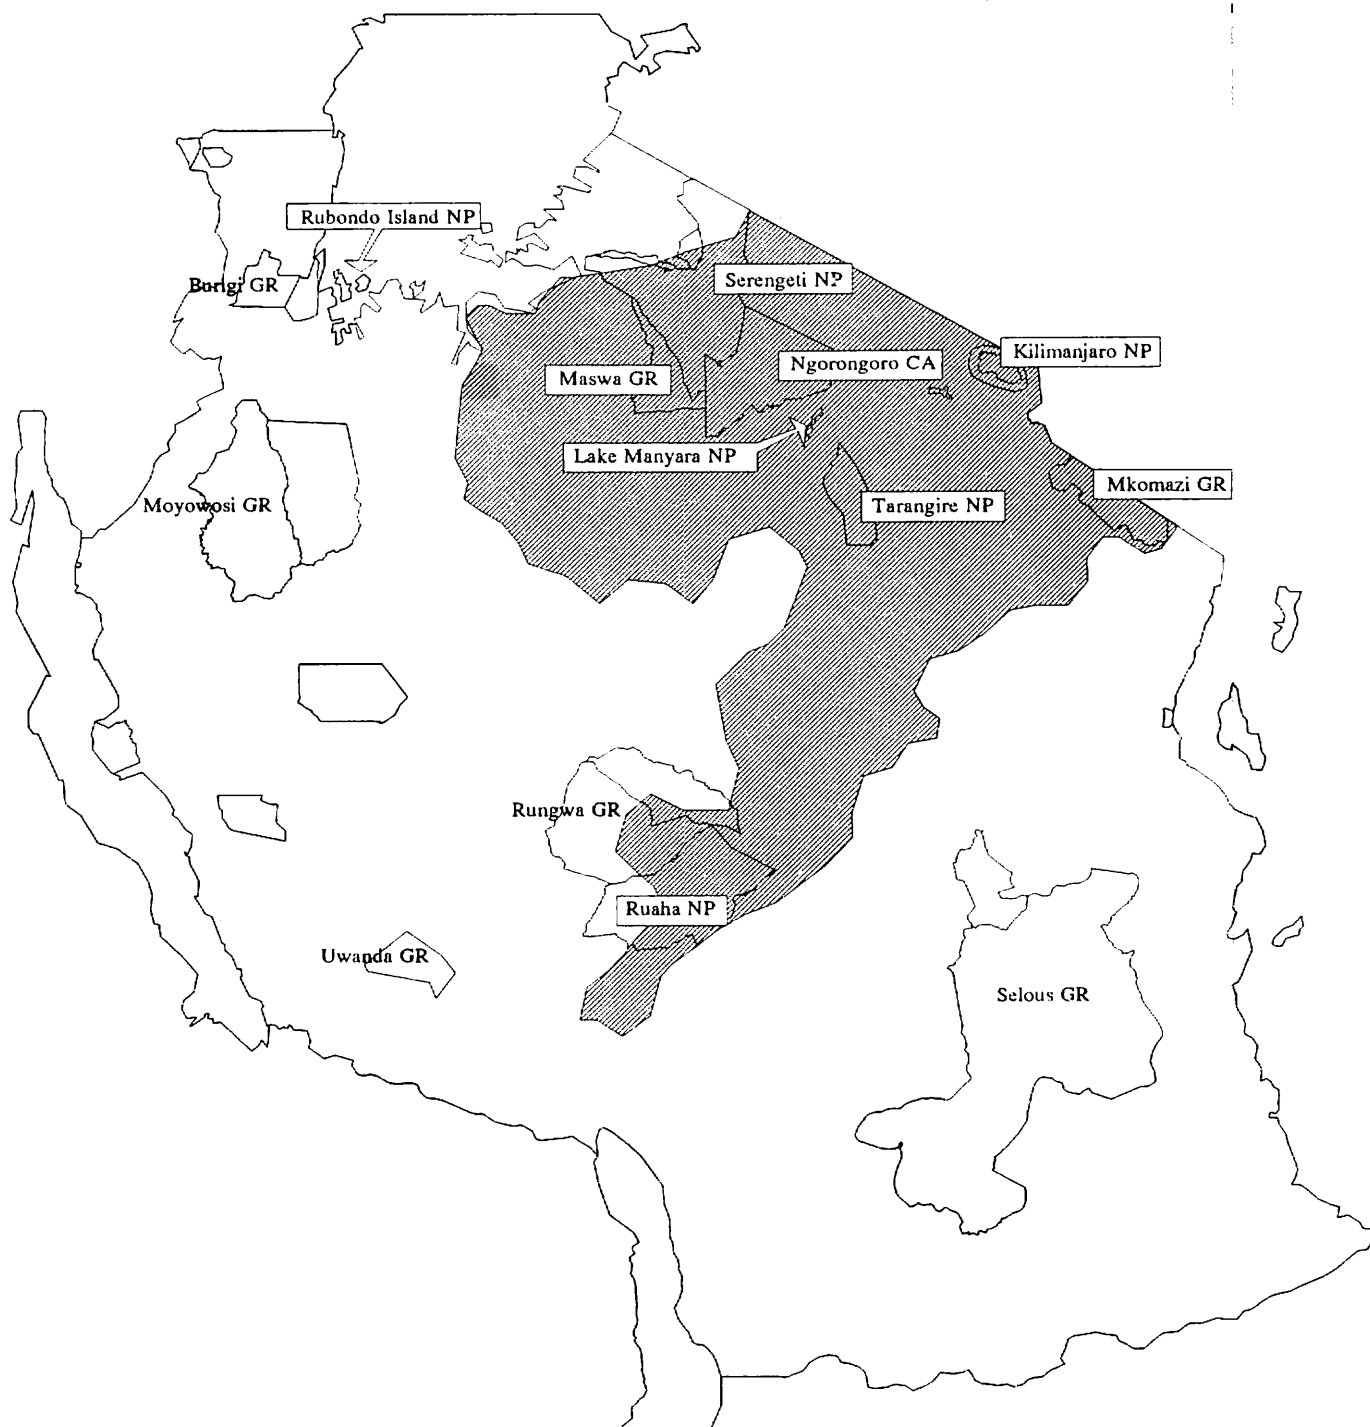 Rubondo Island NP
Burigi GR
Serengeti NP
Kilimanjaro NP
Ngorongoro CA
Maswa GR
Lake Manyara NP
Mkomazi GR
Moyowosi GR
Tarangire NP
Rungwa GR
Ruaha NP
Uwanda GR
Selous GR